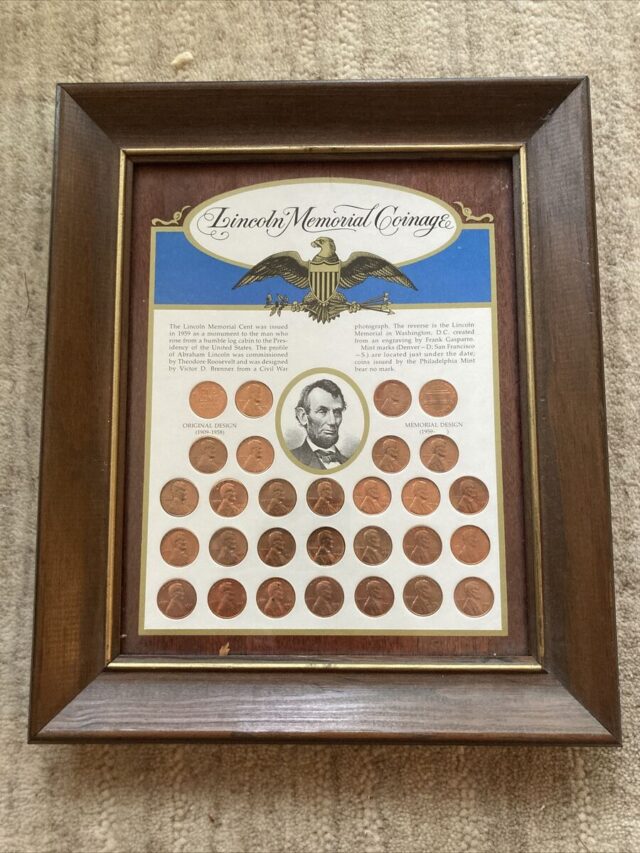 Lincoln Memorial Coinage
The Lincoln Memorial Cent was issued
in 1959 as a monument to the man who
rose from a humble log cabin to the Pres-
idency of the United States. The profile
of Abraham Lincoln was commissioned
by Theodore Roosevelt and was designed
by Victor D. Brenner from a Civil War
photograph. The reverse is the Lincoln
Memorial in Washington, D.C. created
from an engraving by Frank Gasparro.
Mint marks (Denver—D; San Francisco
—S.) are located just under the date;
coins issued by the Philadelphia Mint
bear no mark.
ORIGINAL DESIGN
(1909-1958)
MEMORIAL DESIGN
(1959- )